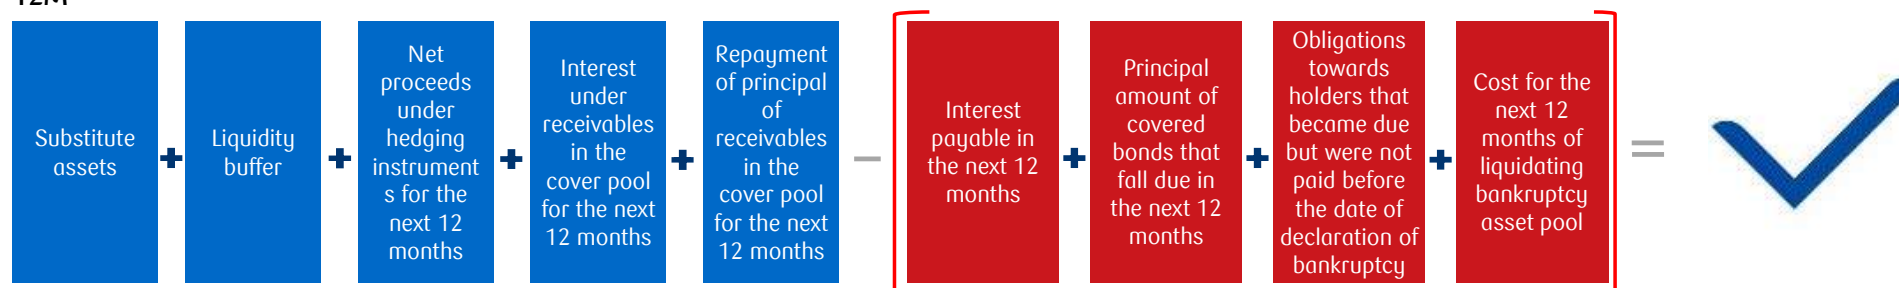 12M
Substitute
assets
+
Liquidity
buffer
+
Net
proceeds
under
hedging
instrument
s for the
next 12
months
+
Interest
under
receivables
in the
cover pool
for the next
12 months
+
Repayment
of principal
of
receivables
in the
cover pool
for the next
12 months
–
[
Interest
payable in
the next 12
months
+
Principal
amount of
covered
bonds that
fall due in
the next 12
months
+
Obligations
towards
holders that
became due
but were not
paid before
the date of
declaration of
bankruptcy
+
Cost for the
next 12
months of
liquidating
bankruptcy
asset pool
]
=